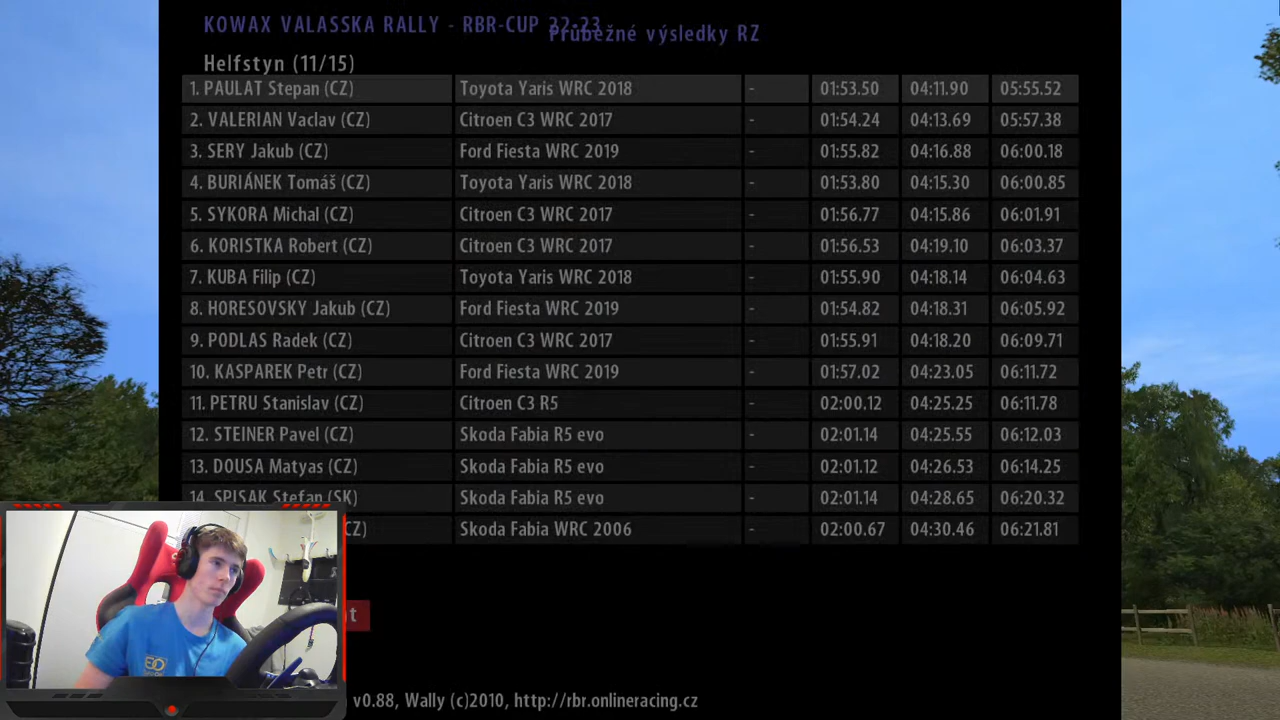 KOWAX VALASSKA RALLY - RBR-CUP 22-23
Průběžné výsledky RZ
Helfstyn (11/15)
1. PAULAT Stepan (CZ) Toyota Yaris WRC 2018 - 01:53.50 04:11.90 05:55.52
2. VALERIAN Vaclav (CZ) Citroen C3 WRC 2017 - 01:54.24 04:13.69 05:57.38
3. SERY Jakub (CZ) Ford Fiesta WRC 2019 - 01:55.82 04:16.88 06:00.18
4. BURIÁNEK Tomáš (CZ) Toyota Yaris WRC 2018 - 01:53.80 04:15.30 06:00.85
5. SYKORA Michal (CZ) Citroen C3 WRC 2017 - 01:56.77 04:15.86 06:01.91
6. KORISTKA Robert (CZ) Citroen C3 WRC 2017 - 01:56.53 04:19.10 06:03.37
7. KUBA Filip (CZ) Toyota Yaris WRC 2018 - 01:55.90 04:18.14 06:04.63
8. HORESOVSKY Jakub (CZ) Ford Fiesta WRC 2019 - 01:54.82 04:18.31 06:05.92
9. PODLAS Radek (CZ) Citroen C3 WRC 2017 - 01:55.91 04:18.20 06:09.71
10. KASPAREK Petr (CZ) Ford Fiesta WRC 2019 - 01:57.02 04:23.05 06:11.72
11. PETRU Stanislav (CZ) Citroen C3 R5 - 02:00.12 04:25.25 06:11.78
12. STEINER Pavel (CZ) Skoda Fabia R5 evo - 02:01.14 04:25.55 06:12.03
13. DOUSA Matyas (CZ) Skoda Fabia R5 evo - 02:01.12 04:26.53 06:14.25
14. SPISAK Stefan (SK) Skoda Fabia R5 evo - 02:01.14 04:28.65 06:20.32
CZ) Skoda Fabia WRC 2006 - 02:00.67 04:30.46 06:21.81
t
v0.88, Wally (c)2010, http://rbr.onlineracing.cz